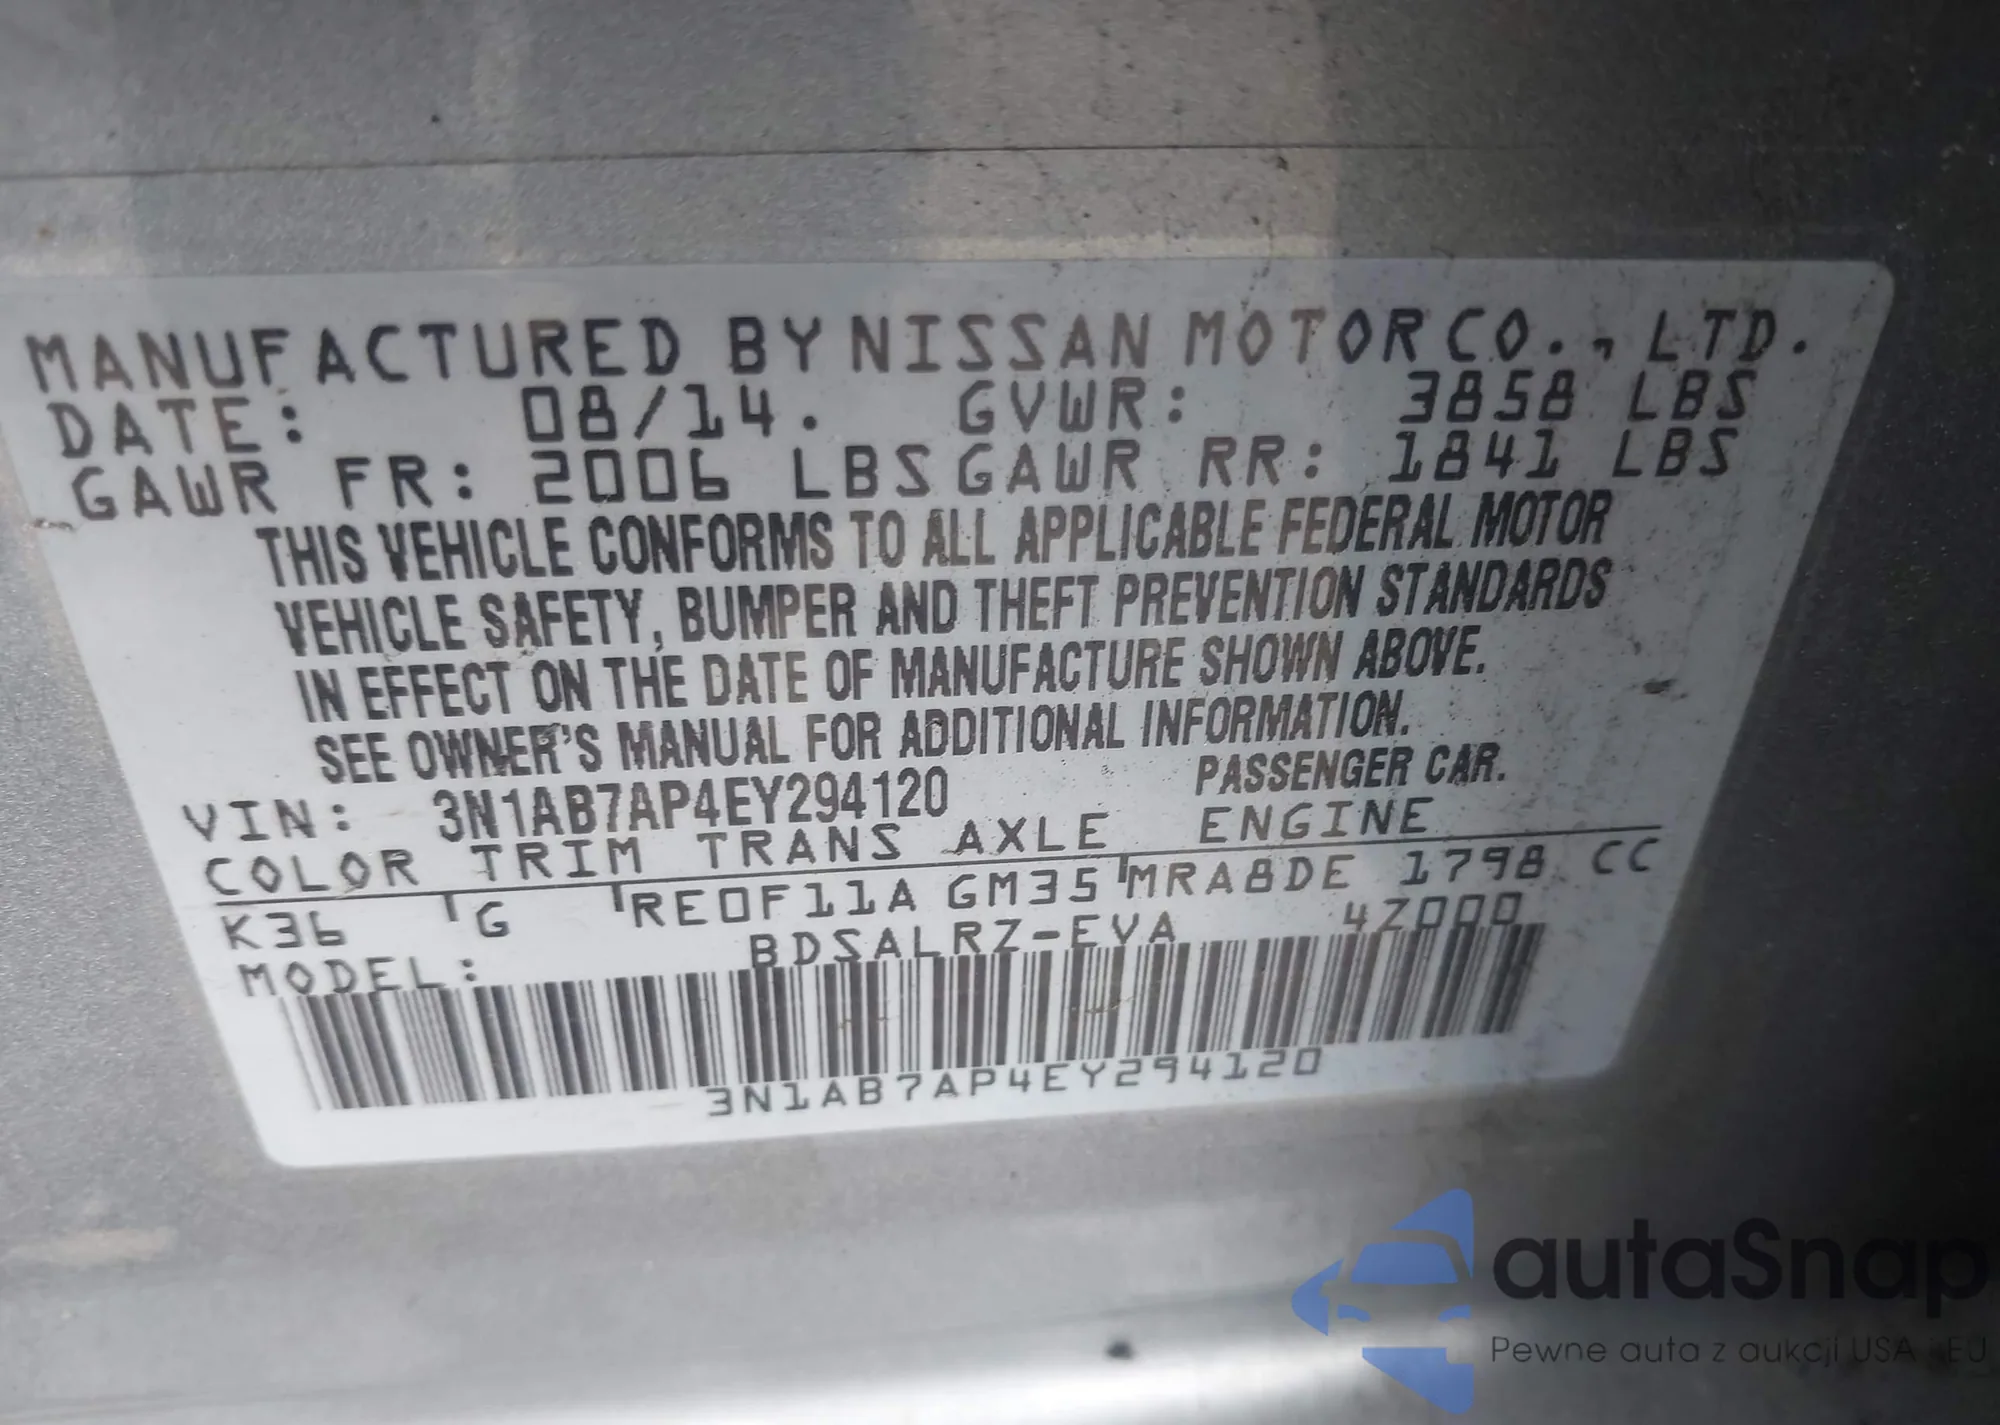 MANUFACTURED BY NISSAN MOTOR CO., LTD.
DATE: 08/14. GVWR: 3858 LBS
GAWR FR: 2006 LBS GAWR RR: 1841 LBS
THIS VEHICLE CONFORMS TO ALL APPLICABLE FEDERAL MOTOR
VEHICLE SAFETY, BUMPER AND THEFT PREVENTION STANDARDS
IN EFFECT ON THE DATE OF MANUFACTURE SHOWN ABOVE.
SEE OWNER'S MANUAL FOR ADDITIONAL INFORMATION.
VIN: 3N1AB7AP4EY294120 PASSENGER CAR.
COLOR TRIM TRANS AXLE ENGINE
K36 G RE0F11A GM35 MRA8DE 1798 CC
MODEL: BDSALRZ-EVA 4Z000
3N1AB7AP4EY294120
autaSnap
Pewne auta z aukcji USA i EU